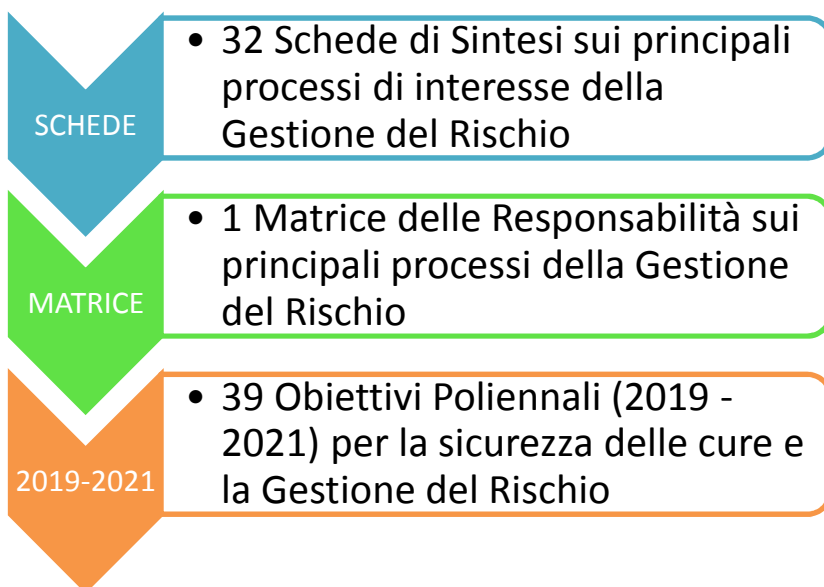 SCHEDE
• 32 Schede di Sintesi sui principali
processi di interesse della
Gestione del Rischio
MATRICE
• 1 Matrice delle Responsabilità sui
principali processi della Gestione
del Rischio
2019-2021
• 39 Obiettivi Poliennali (2019 -
2021) per la sicurezza delle cure e
la Gestione del Rischio